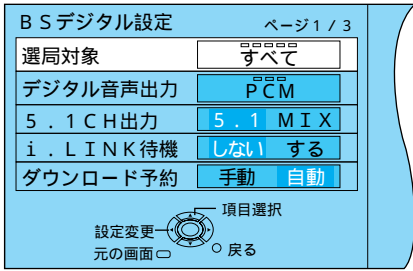 BSデジタル設定 ページ1/3
選局対象 すべて
デジタル音声出力 PCM
5.1CH出力 5.1 MIX
i.LINK待機 しない する
ダウンロード予約 手動 自動
項目選択
設定変更
元の画面 戻る